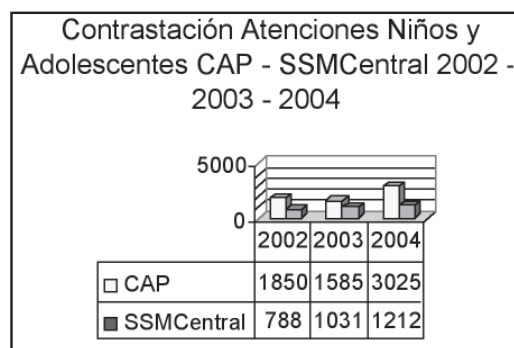 Contrastación Atenciones Niños y
Adolescentes CAP - SSMCentral 2002 -
2003 - 2004
5000
0
2002 2003 2004
CAP 1850 1585 3025
SSMCentral 788 1031 1212